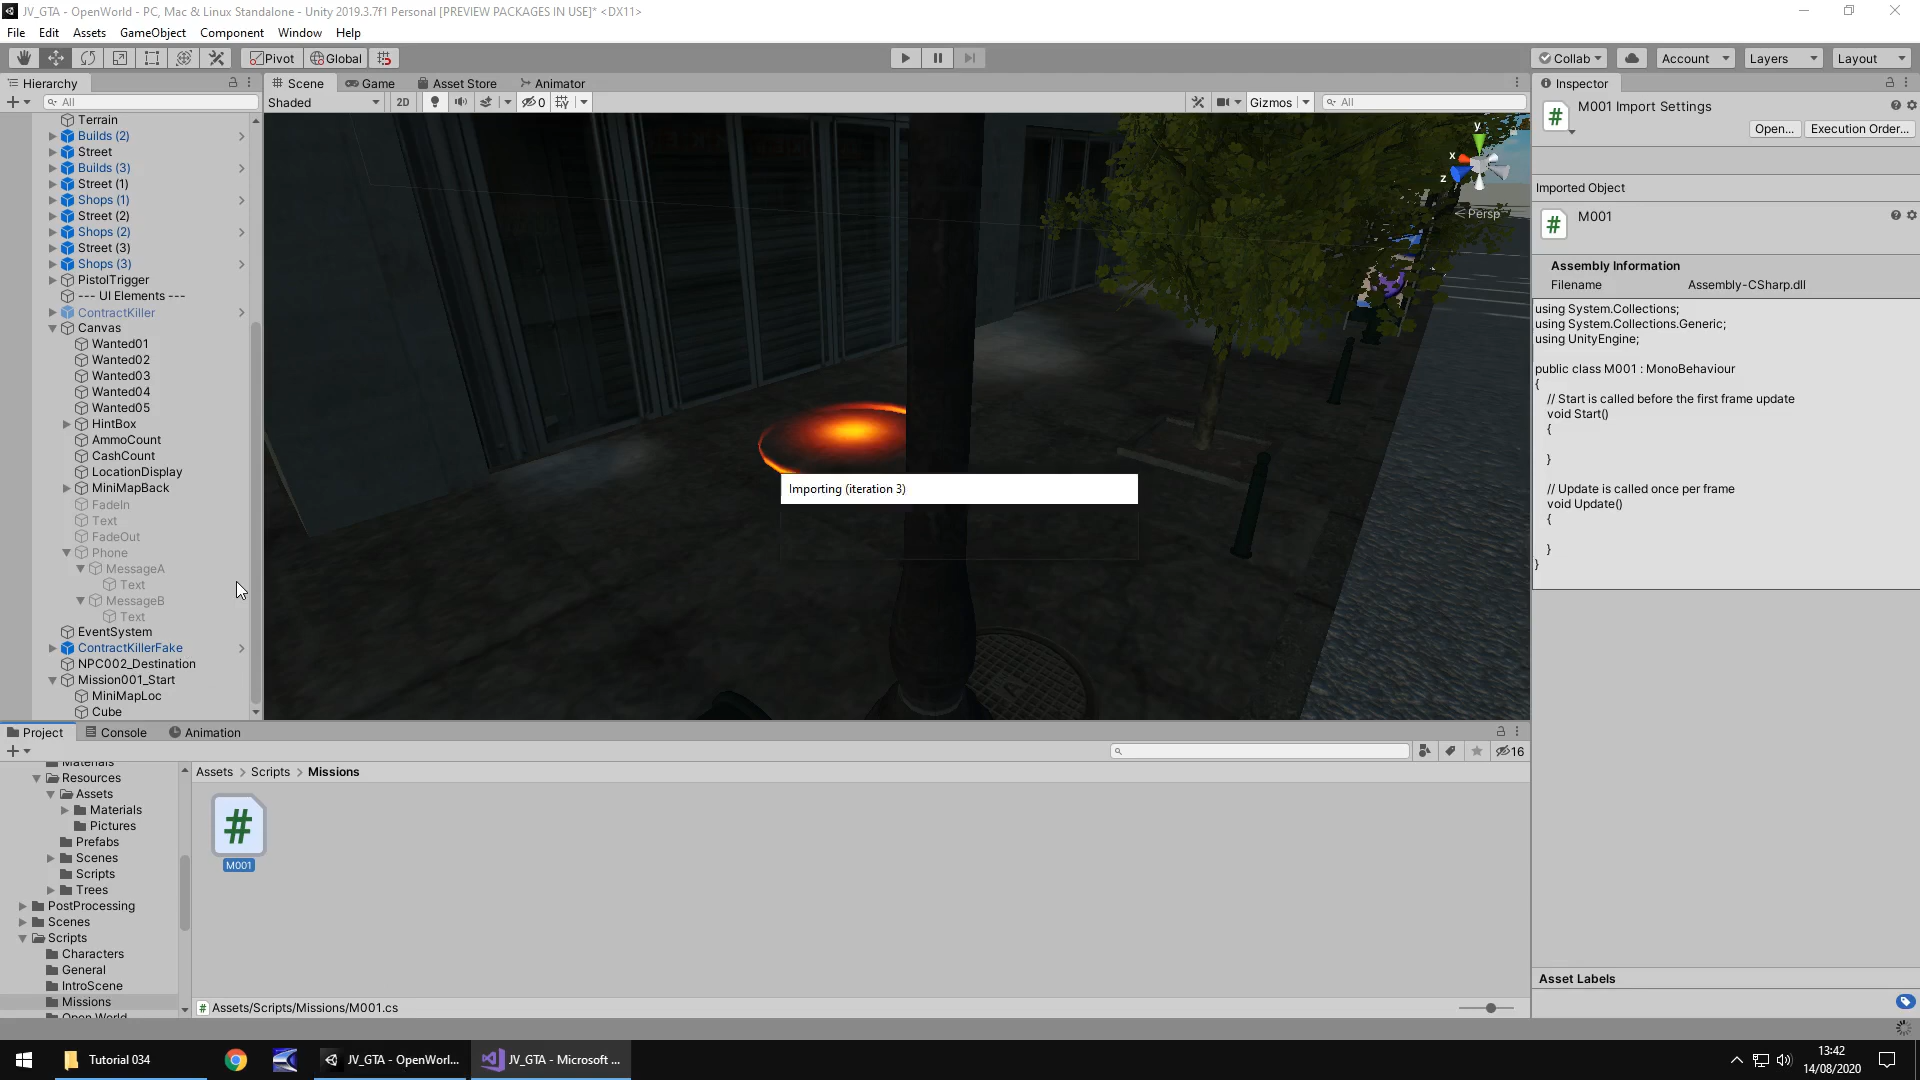 JV_GTA - OpenWorld - PC, Mac & Linux Standalone - Unity 2019.3.7f1 Personal [PREVIEW PACKAGES IN USE]* <DX11>
File Edit Assets GameObject Component Window Help
Pivot Global Collab Account Layers Layout
Hierarchy Scene Game Asset Store Animator Inspector
All Shaded 2D 0 Gizmos All
M001 Import Settings
Open... Execution Order...
Imported Object
M001
Assembly Information
Filename Assembly-CSharp.dll
using System.Collections;
using System.Collections.Generic;
using UnityEngine;
public class M001 : MonoBehaviour
{
// Start is called before the first frame update
void Start()
{
}
// Update is called once per frame
void Update()
{
}
}
Asset Labels
Terrain
Builds (2)
Street
Builds (3)
Street (1)
Shops (1)
Street (2)
Shops (2)
Street (3)
Shops (3)
PistolTrigger
--- UI Elements ---
ContractKiller
Canvas
Wanted01
Wanted02
Wanted03
Wanted04
Wanted05
HintBox
AmmoCount
CashCount
LocationDisplay
MiniMapBack
FadeIn
Text
FadeOut
Phone
MessageA
Text
MessageB
Text
EventSystem
ContractKillerFake
NPC002_Destination
Mission001_Start
MiniMapLoc
Cube
y
x
z
Persp
Importing (iteration 3)
Project Console Animation
16
Materials
Resources
Assets
Materials
Pictures
Prefabs
Scenes
Scripts
Trees
PostProcessing
Scenes
Scripts
Characters
General
IntroScene
Missions
Open World
Assets > Scripts > Missions
#
M001
Assets/Scripts/Missions/M001.cs
Tutorial 034
JV_GTA - OpenWorl...
JV_GTA - Microsoft ...
13:42
14/08/2020